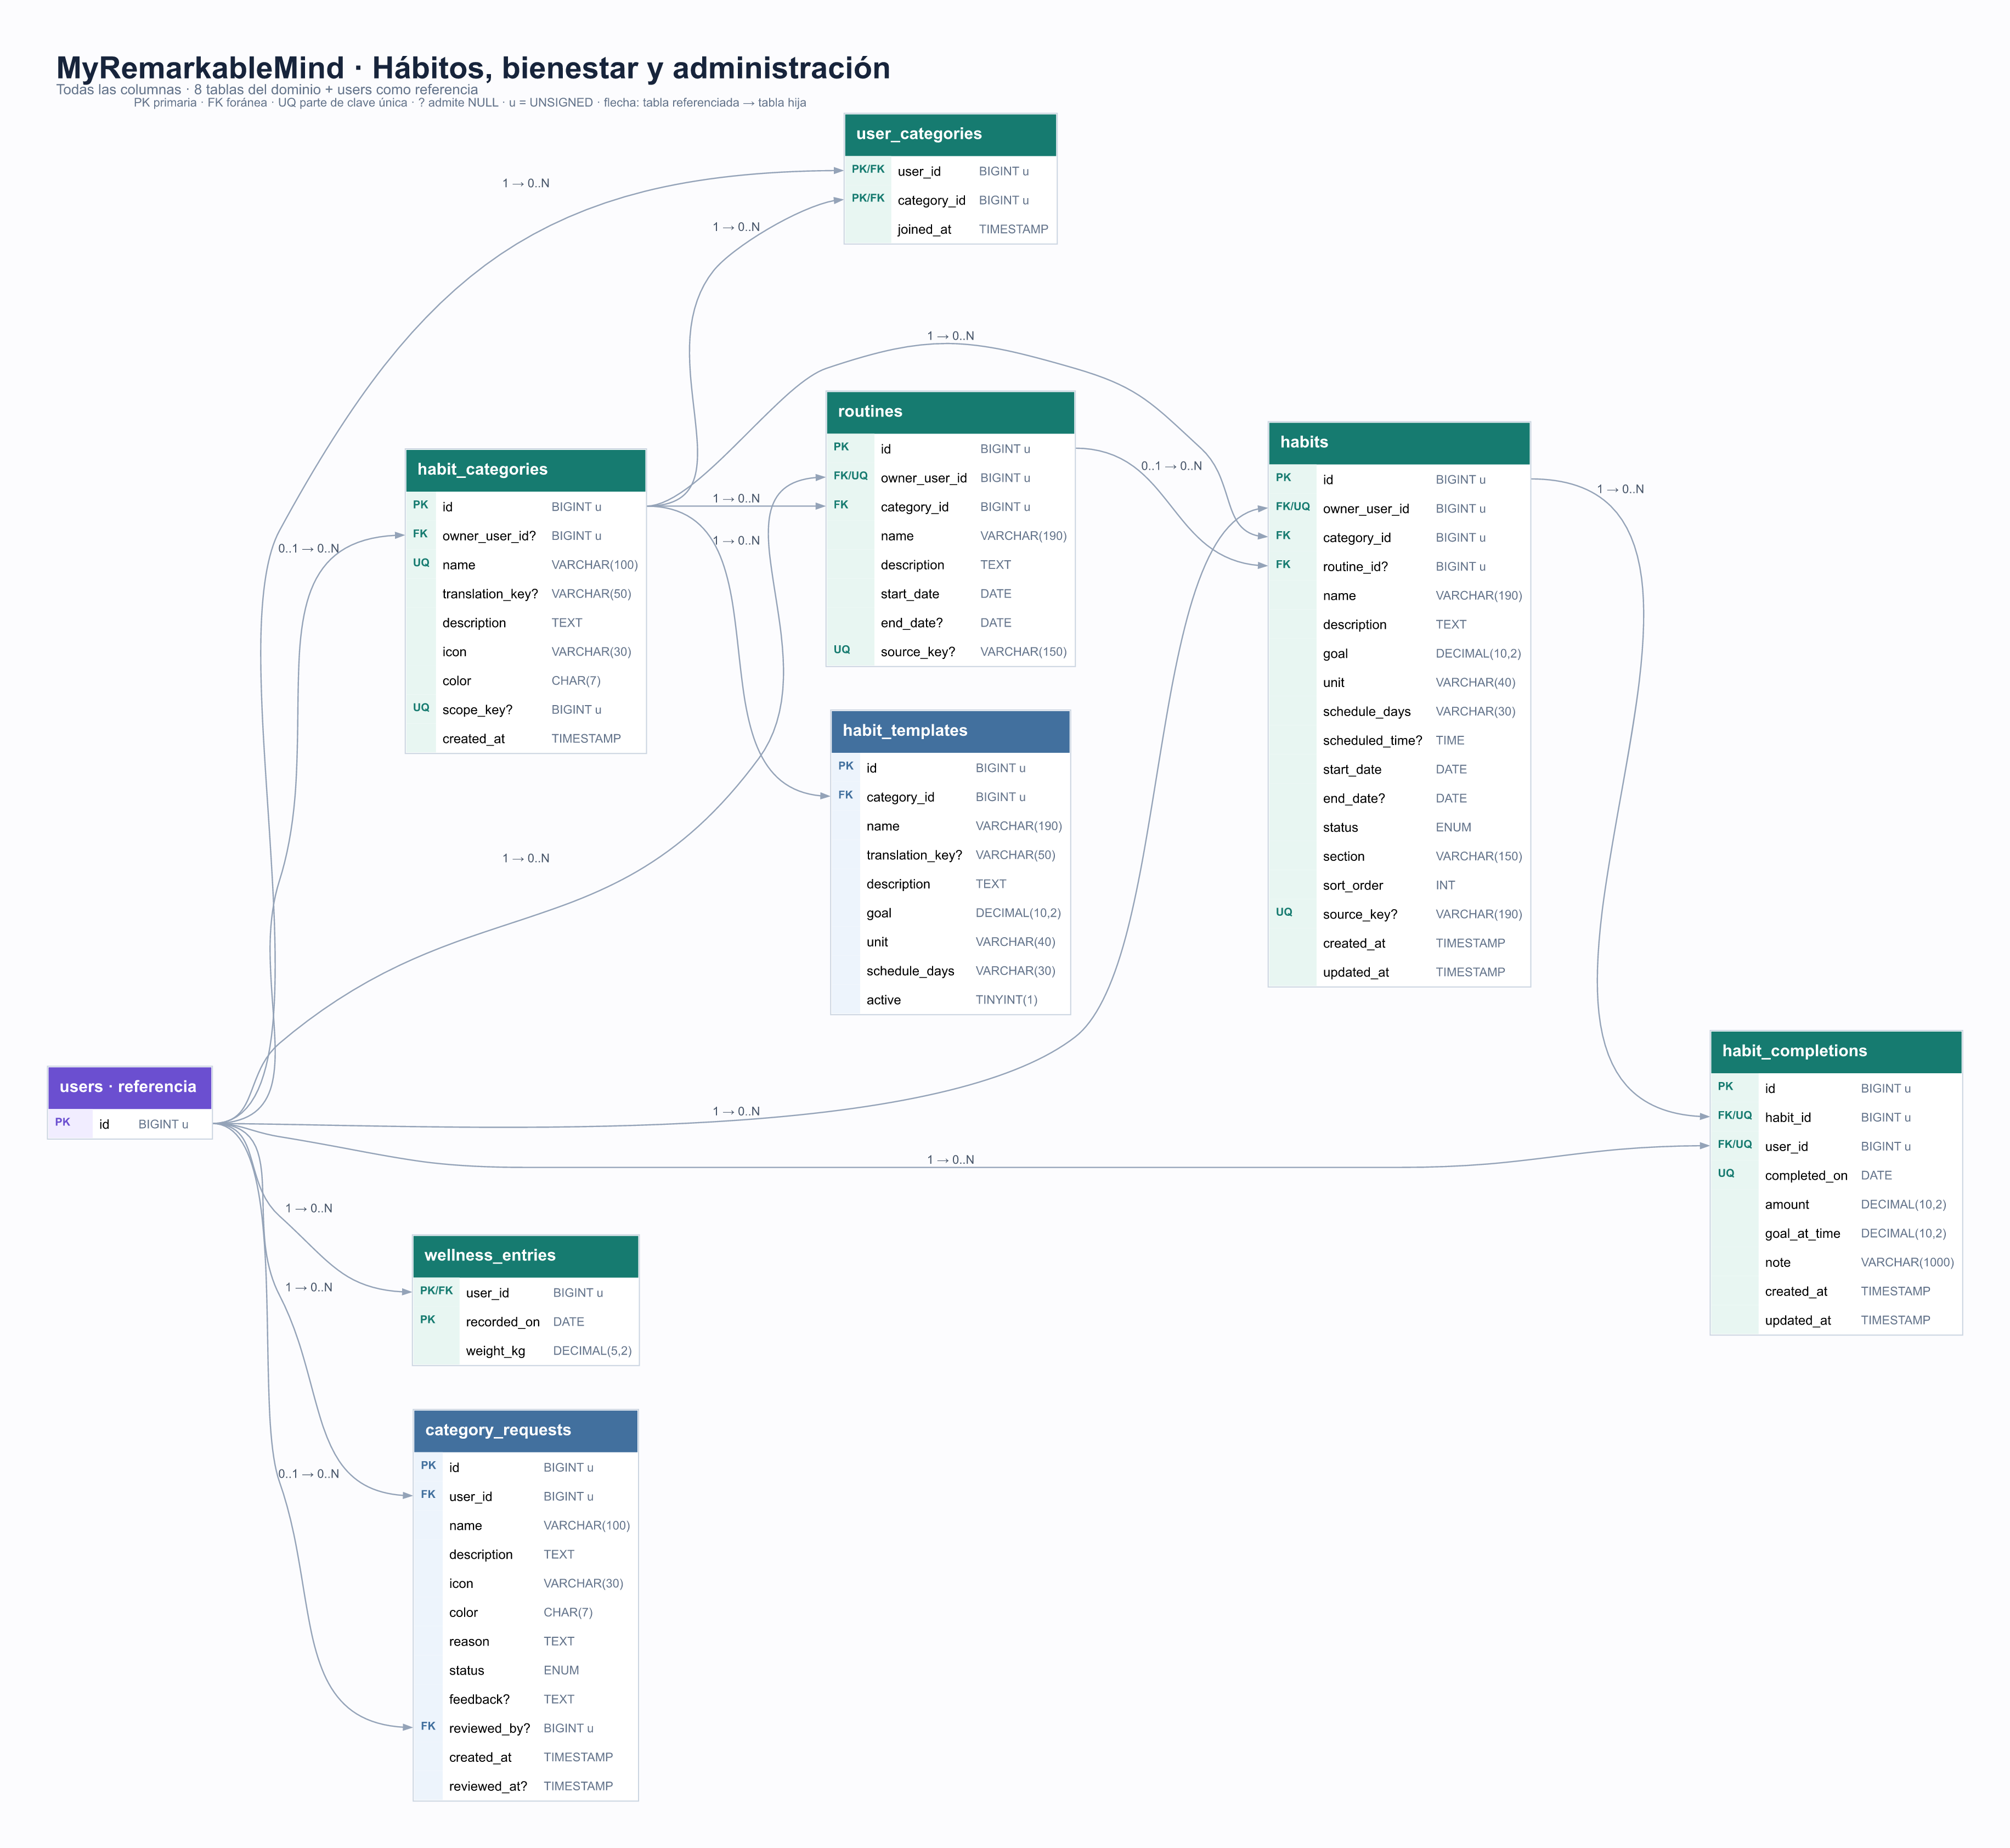 MyRemarkableMind · Hábitos, bienestar y administración
Todas las columnas · 8 tablas del dominio + users como referencia
PK primaria · FK foránea · UQ parte de clave única · ? admite NULL · u = UNSIGNED · flecha: tabla referenciada → tabla hija
user_categories
PK/FK user_id BIGINT u
PK/FK category_id BIGINT u
joined_at TIMESTAMP
1 → 0..N
1 → 0..N
1 → 0..N
routines
PK id BIGINT u
FK/UQ owner_user_id BIGINT u
FK category_id BIGINT u
name VARCHAR(190)
description TEXT
start_date DATE
end_date? DATE
UQ source_key? VARCHAR(150)
0..1 → 0..N
habits
PK id BIGINT u
FK/UQ owner_user_id BIGINT u
FK category_id BIGINT u
FK routine_id? BIGINT u
name VARCHAR(190)
description TEXT
goal DECIMAL(10,2)
unit VARCHAR(40)
schedule_days VARCHAR(30)
scheduled_time? TIME
start_date DATE
end_date? DATE
status ENUM
section VARCHAR(150)
sort_order INT
UQ source_key? VARCHAR(190)
created_at TIMESTAMP
updated_at TIMESTAMP
1 → 0..N
habit_categories
PK id BIGINT u
FK owner_user_id? BIGINT u
UQ name VARCHAR(100)
translation_key? VARCHAR(50)
description TEXT
icon VARCHAR(30)
color CHAR(7)
UQ scope_key? BIGINT u
created_at TIMESTAMP
0..1 → 0..N
1 → 0..N
1 → 0..N
habit_templates
PK id BIGINT u
FK category_id BIGINT u
name VARCHAR(190)
translation_key? VARCHAR(50)
description TEXT
goal DECIMAL(10,2)
unit VARCHAR(40)
schedule_days VARCHAR(30)
active TINYINT(1)
1 → 0..N
users · referencia
PK id BIGINT u
1 → 0..N
1 → 0..N
habit_completions
PK id BIGINT u
FK/UQ habit_id BIGINT u
FK/UQ user_id BIGINT u
UQ completed_on DATE
amount DECIMAL(10,2)
goal_at_time DECIMAL(10,2)
note VARCHAR(1000)
created_at TIMESTAMP
updated_at TIMESTAMP
1 → 0..N
1 → 0..N
0..1 → 0..N
wellness_entries
PK/FK user_id BIGINT u
PK recorded_on DATE
weight_kg DECIMAL(5,2)
category_requests
PK id BIGINT u
FK user_id BIGINT u
name VARCHAR(100)
description TEXT
icon VARCHAR(30)
color CHAR(7)
reason TEXT
status ENUM
feedback? TEXT
FK reviewed_by? BIGINT u
created_at TIMESTAMP
reviewed_at? TIMESTAMP